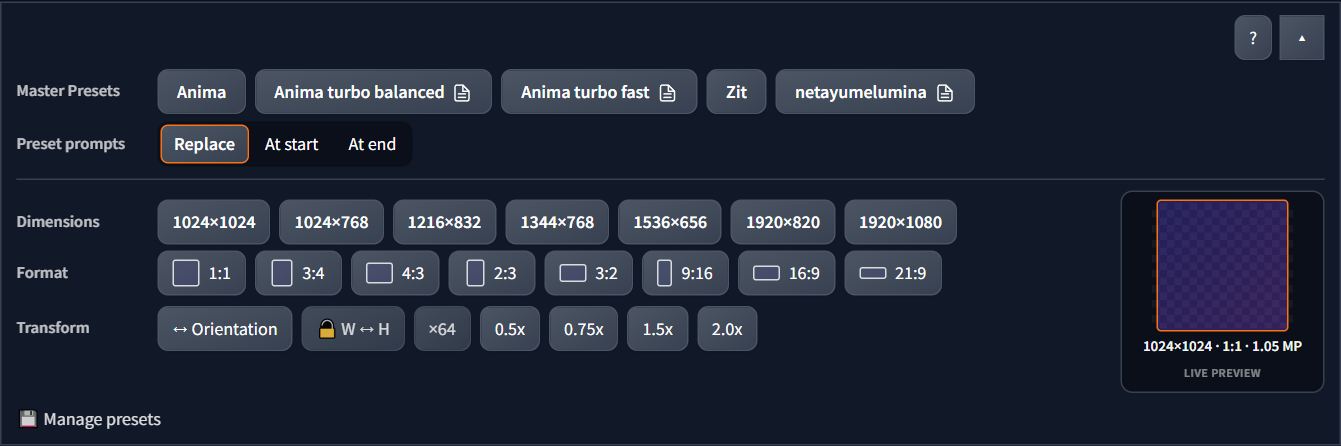 ?
▲
Master Presets Anima Anima turbo balanced Anima turbo fast Zit netayumelumina
Preset prompts Replace At start At end
Dimensions 1024×1024 1024×768 1216×832 1344×768 1536×656 1920×820 1920×1080
Format 1:1 3:4 4:3 2:3 3:2 9:16 16:9 21:9
Transform ↔ Orientation 🔒 W ↔ H ×64 0.5x 0.75x 1.5x 2.0x
1024×1024 · 1:1 · 1.05 MP
LIVE PREVIEW
💾 Manage presets